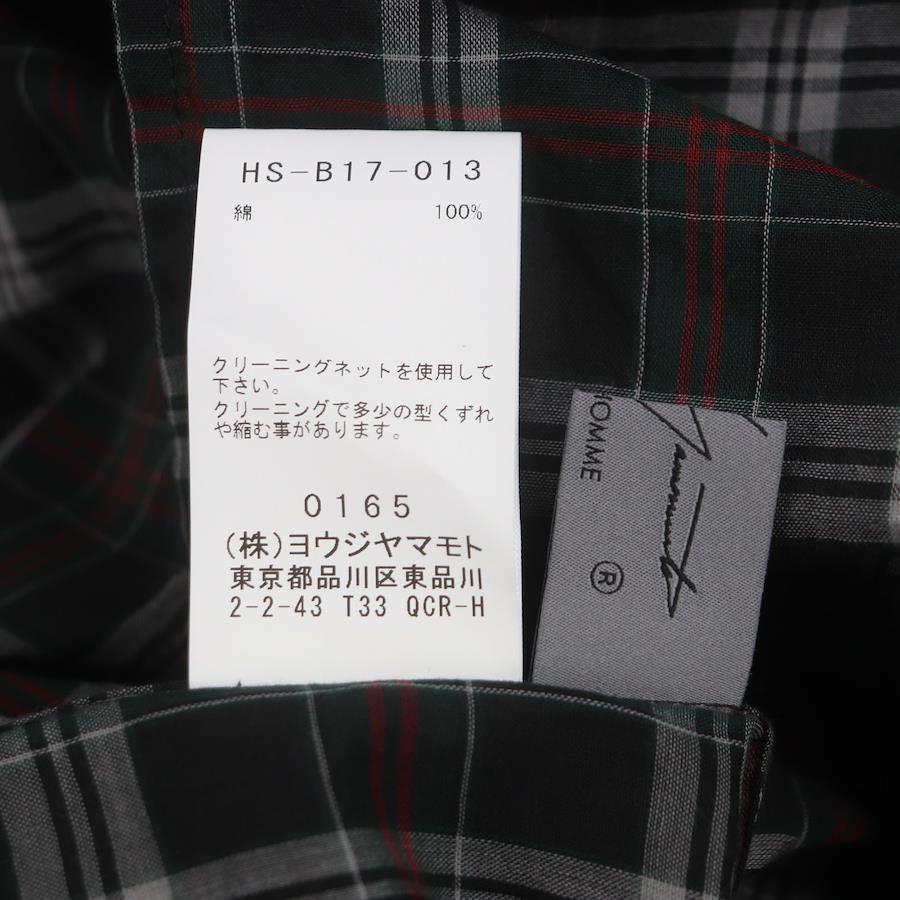 HS-B17-013
綿 100%
クリーニングネットを使用して
下さい。
クリーニングで多少の型くずれ
や縮む事があります。
0165
(株)ヨウジヤマモト
東京都品川区東品川
2-2-43 T33 QCR-H
Yamamoto
HOMME
®